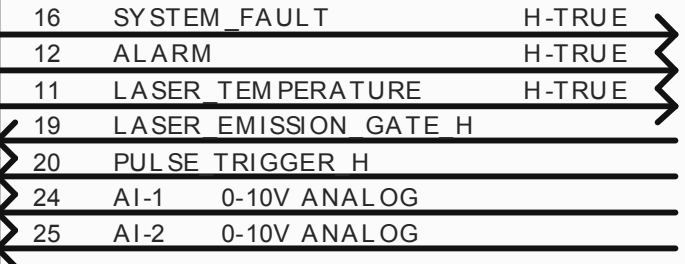 16 SYSTEM_FAULT H-TRUE
12 ALARM H-TRUE
11 LASER_TEMPERATURE H-TRUE
19 LASER_EMISSION_GATE_H
20 PULSE_TRIGGER_H
24 AI-1 0-10V ANALOG
25 AI-2 0-10V ANALOG